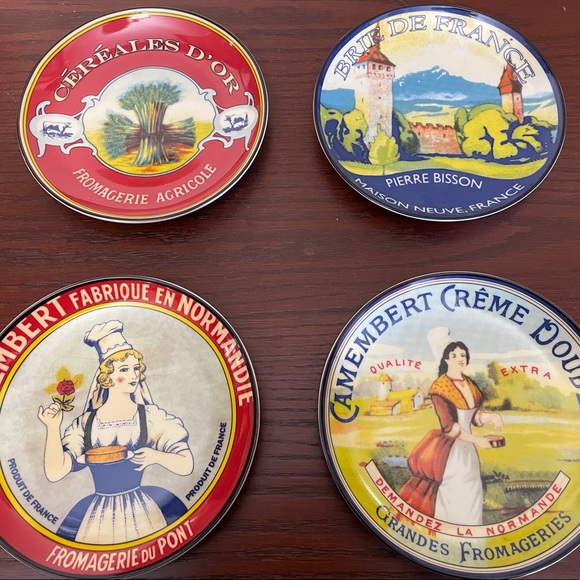 CÉRÉALES D'OR
FROMAGERIE AGRICOLE
BRIE DE FRANCE
PIERRE BISSON
MAISON NEUVE, FRANCE
EMBERT FABRIQUE EN NORMANDIE
PRODUIT DE FRANCE
PRODUIT DE FRANCE
FROMAGERIE DU PONT
CAMEMBERT CRÊME DOU
QUALITÉ EXTRA
DEMANDEZ LA NORMANDE
GRANDES FROMAGERIES